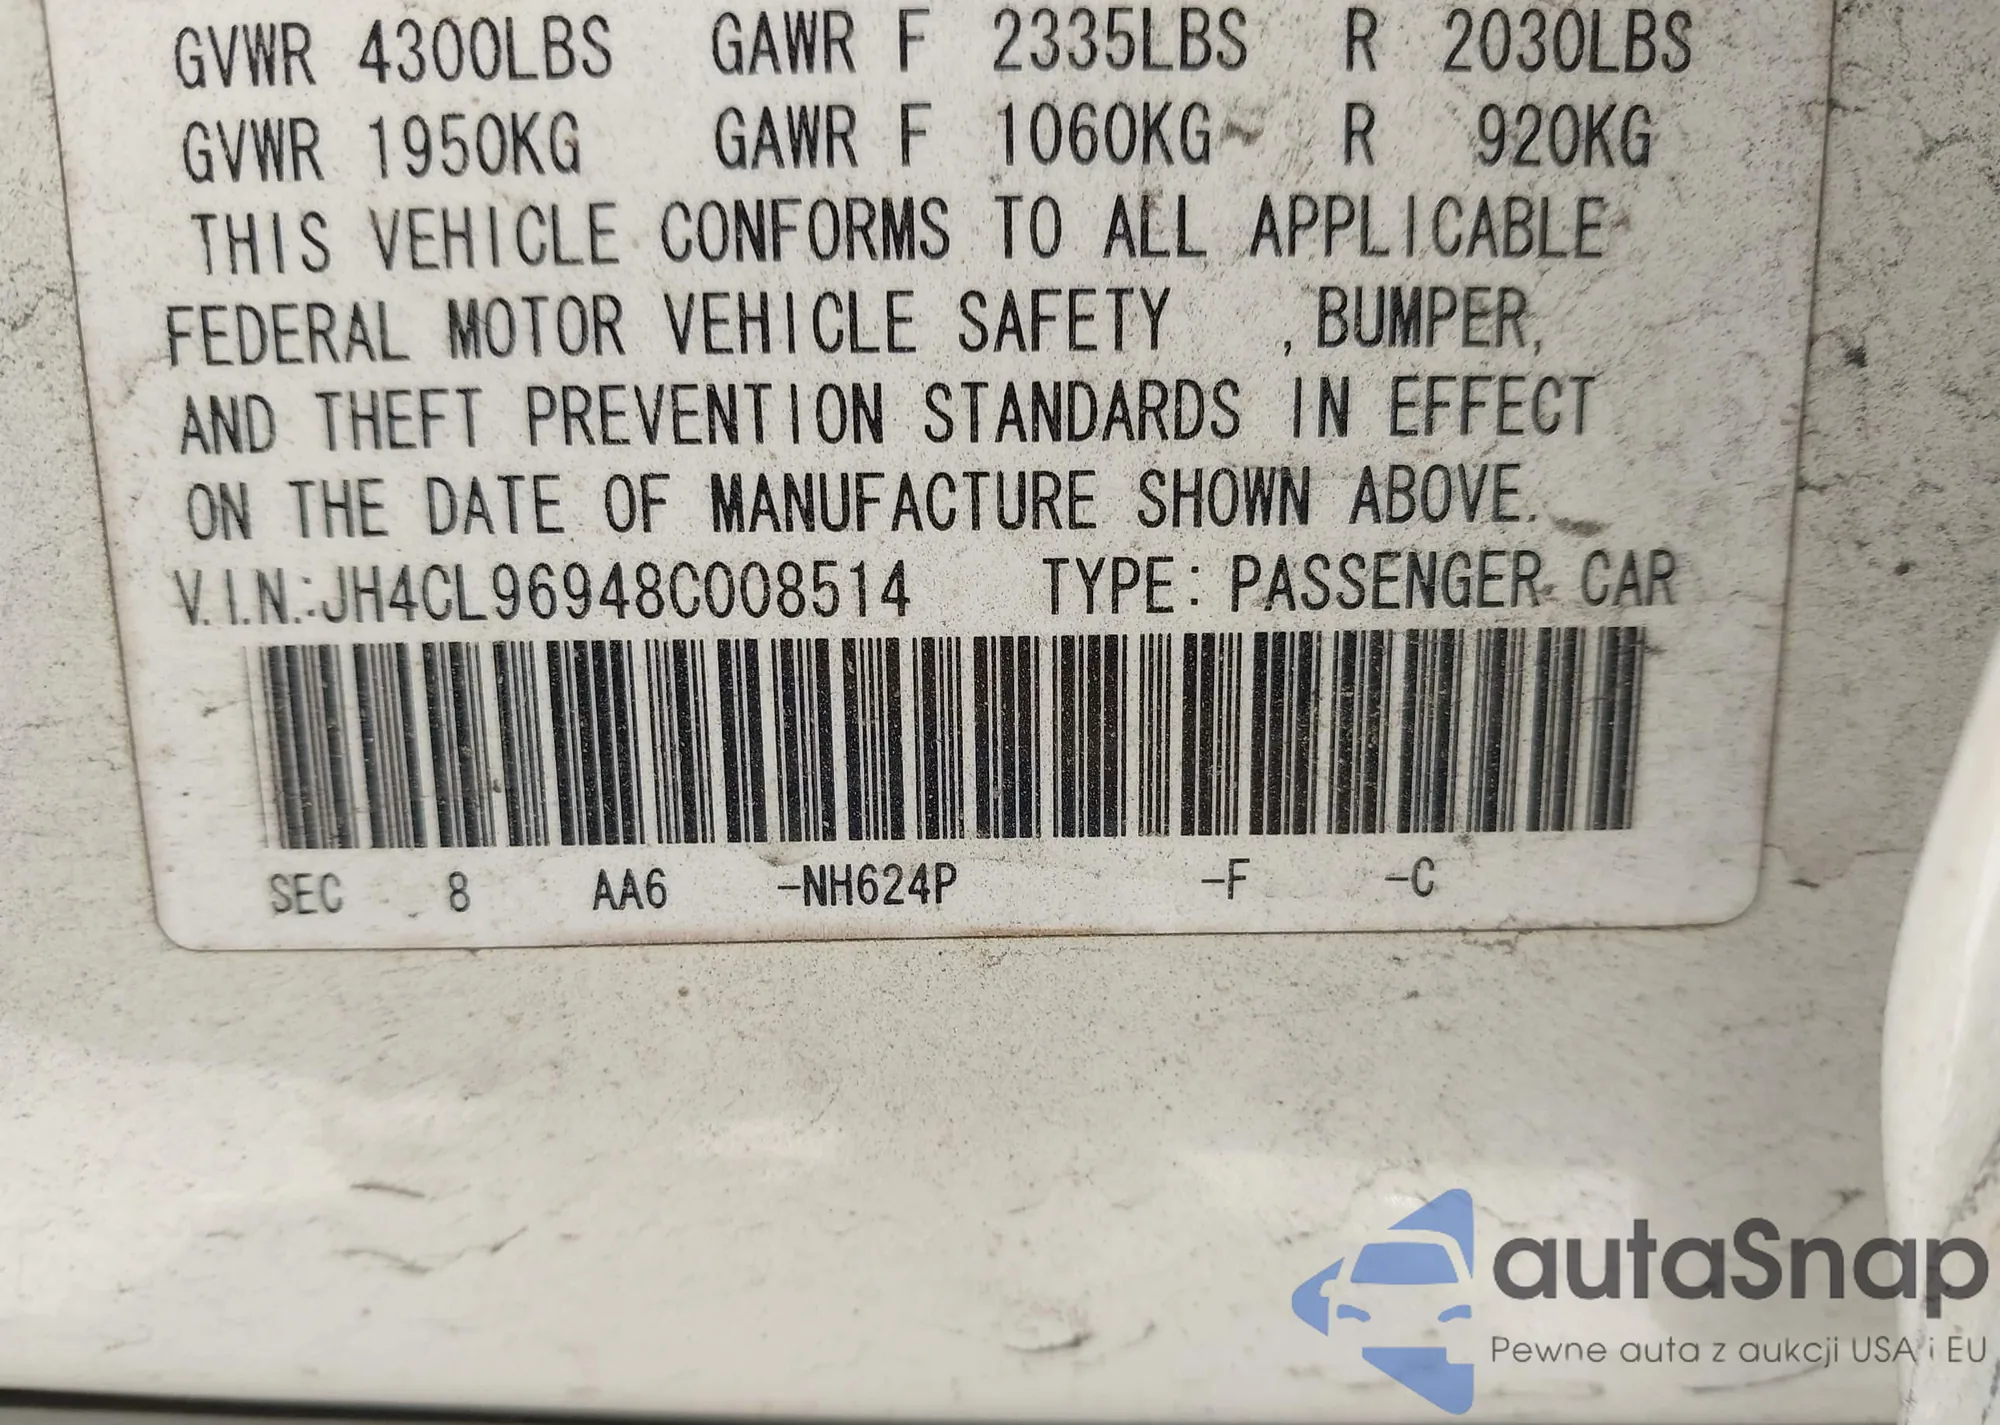 GVWR 4300LBS GAWR F 2335LBS R 2030LBS
GVWR 1950KG GAWR F 1060KG R 920KG
THIS VEHICLE CONFORMS TO ALL APPLICABLE
FEDERAL MOTOR VEHICLE SAFETY , BUMPER,
AND THEFT PREVENTION STANDARDS IN EFFECT
ON THE DATE OF MANUFACTURE SHOWN ABOVE.
V.I.N.:JH4CL96948C008514 TYPE: PASSENGER CAR
SEC 8 AA6 -NH624P -F -C
autaSnap
Pewne auta z aukcji USA i EU